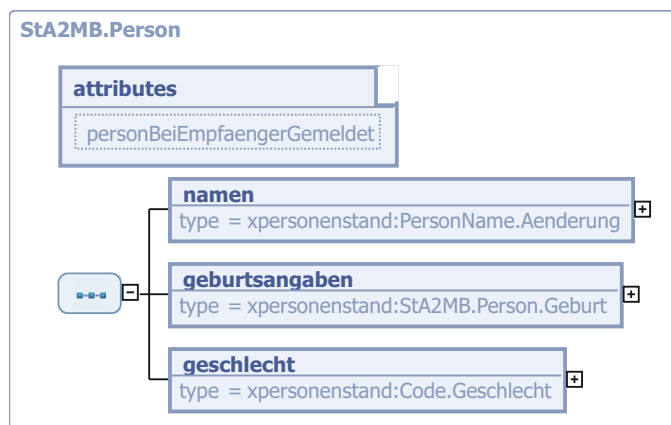 StA2MB.Person
attributes
personBeiEmpfaengerGemeldet
namen
type = xpersonenstand:PersonName.Aenderung
geburtsangaben
type = xpersonenstand:StA2MB.Person.Geburt
geschlecht
type = xpersonenstand:Code.Geschlecht